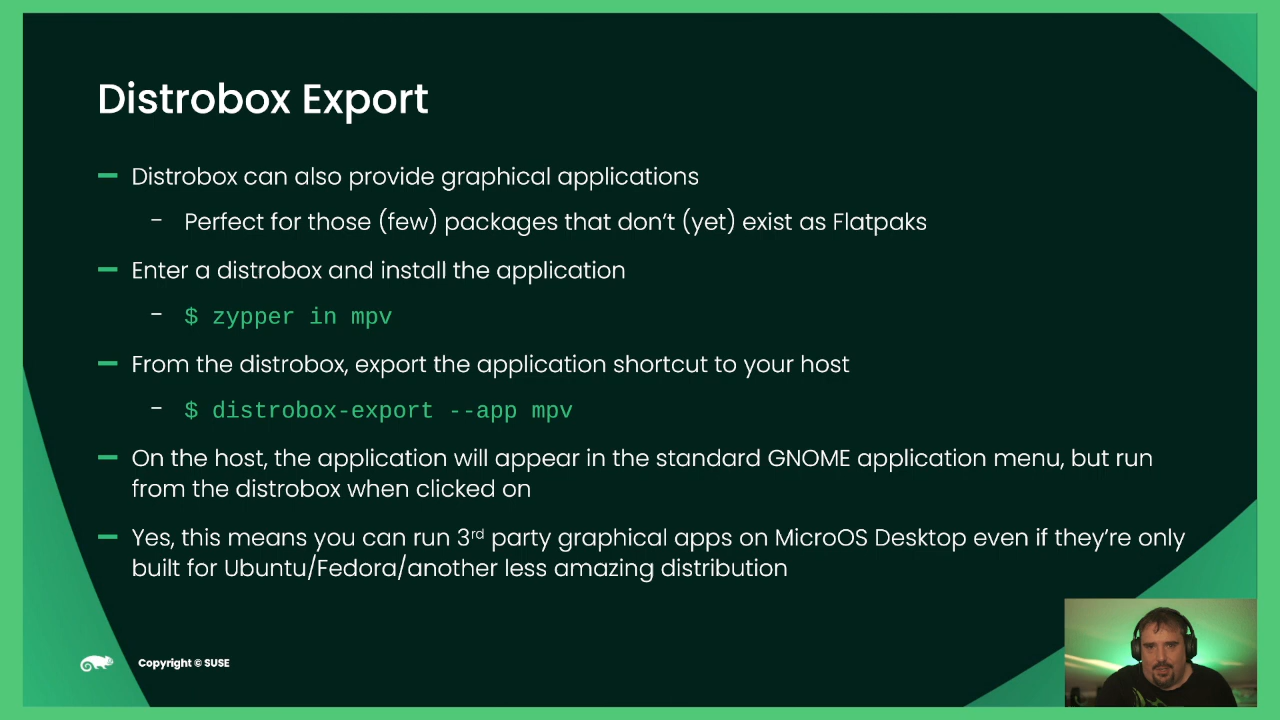 Distrobox Export
Distrobox can also provide graphical applications
Perfect for those (few) packages that don't (yet) exist as Flatpaks
Enter a distrobox and install the application
$ zypper in mpv
From the distrobox, export the application shortcut to your host
$ distrobox-export --app mpv
On the host, the application will appear in the standard GNOME application menu, but run
from the distrobox when clicked on
Yes, this means you can run 3rd party graphical apps on MicroOS Desktop even if they're only
built for Ubuntu/Fedora/another less amazing distribution
Copyright © SUSE